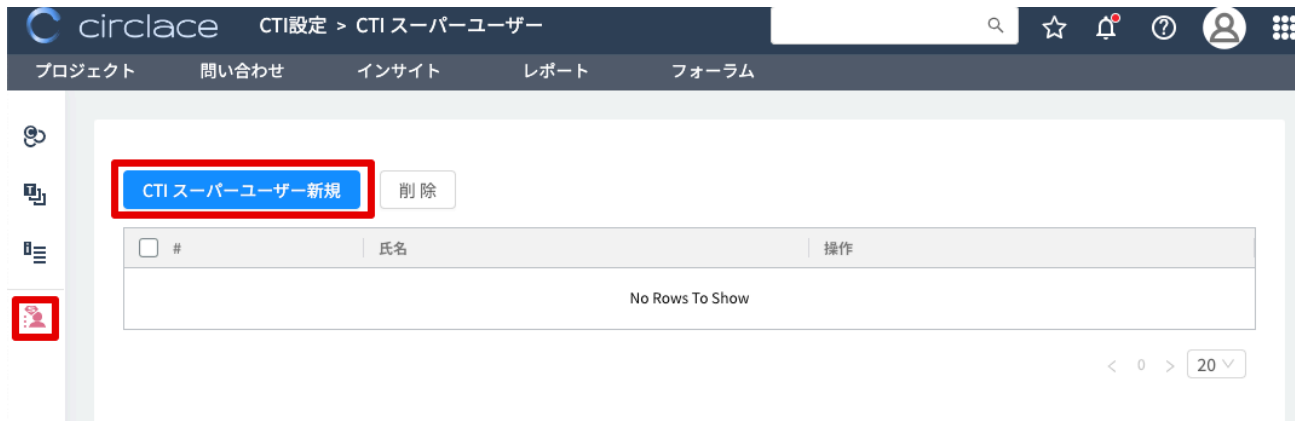 circlace CTI設定 > CTI スーパーユーザー
プロジェクト 問い合わせ インサイト レポート フォーラム
CTI スーパーユーザー新規 削 除
# 氏名 操作
No Rows To Show
< 0 > 20